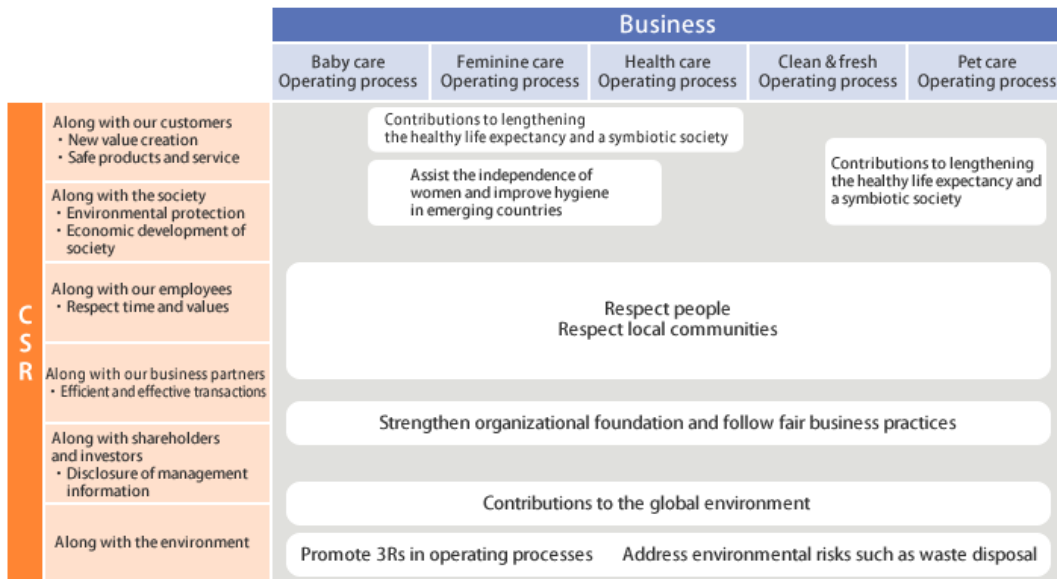 Business
Baby care
Operating process
Feminine care
Operating process
Health care
Operating process
Clean & fresh
Operating process
Pet care
Operating process
CSR
Along with our customers
・New value creation
・Safe products and service
Along with the society
・Environmental protection
・Economic development of
society
Along with our employees
・Respect time and values
Along with our business partners
・Efficient and effective transactions
Along with shareholders
and investors
・Disclosure of management
information
Along with the environment
Contributions to lengthening
the healthy life expectancy and a symbiotic society
Assist the independence of
women and improve hygiene
in emerging countries
Contributions to lengthening
the healthy life expectancy and
a symbiotic society
Respect people
Respect local communities
Strengthen organizational foundation and follow fair business practices
Contributions to the global environment
Promote 3Rs in operating processes
Address environmental risks such as waste disposal